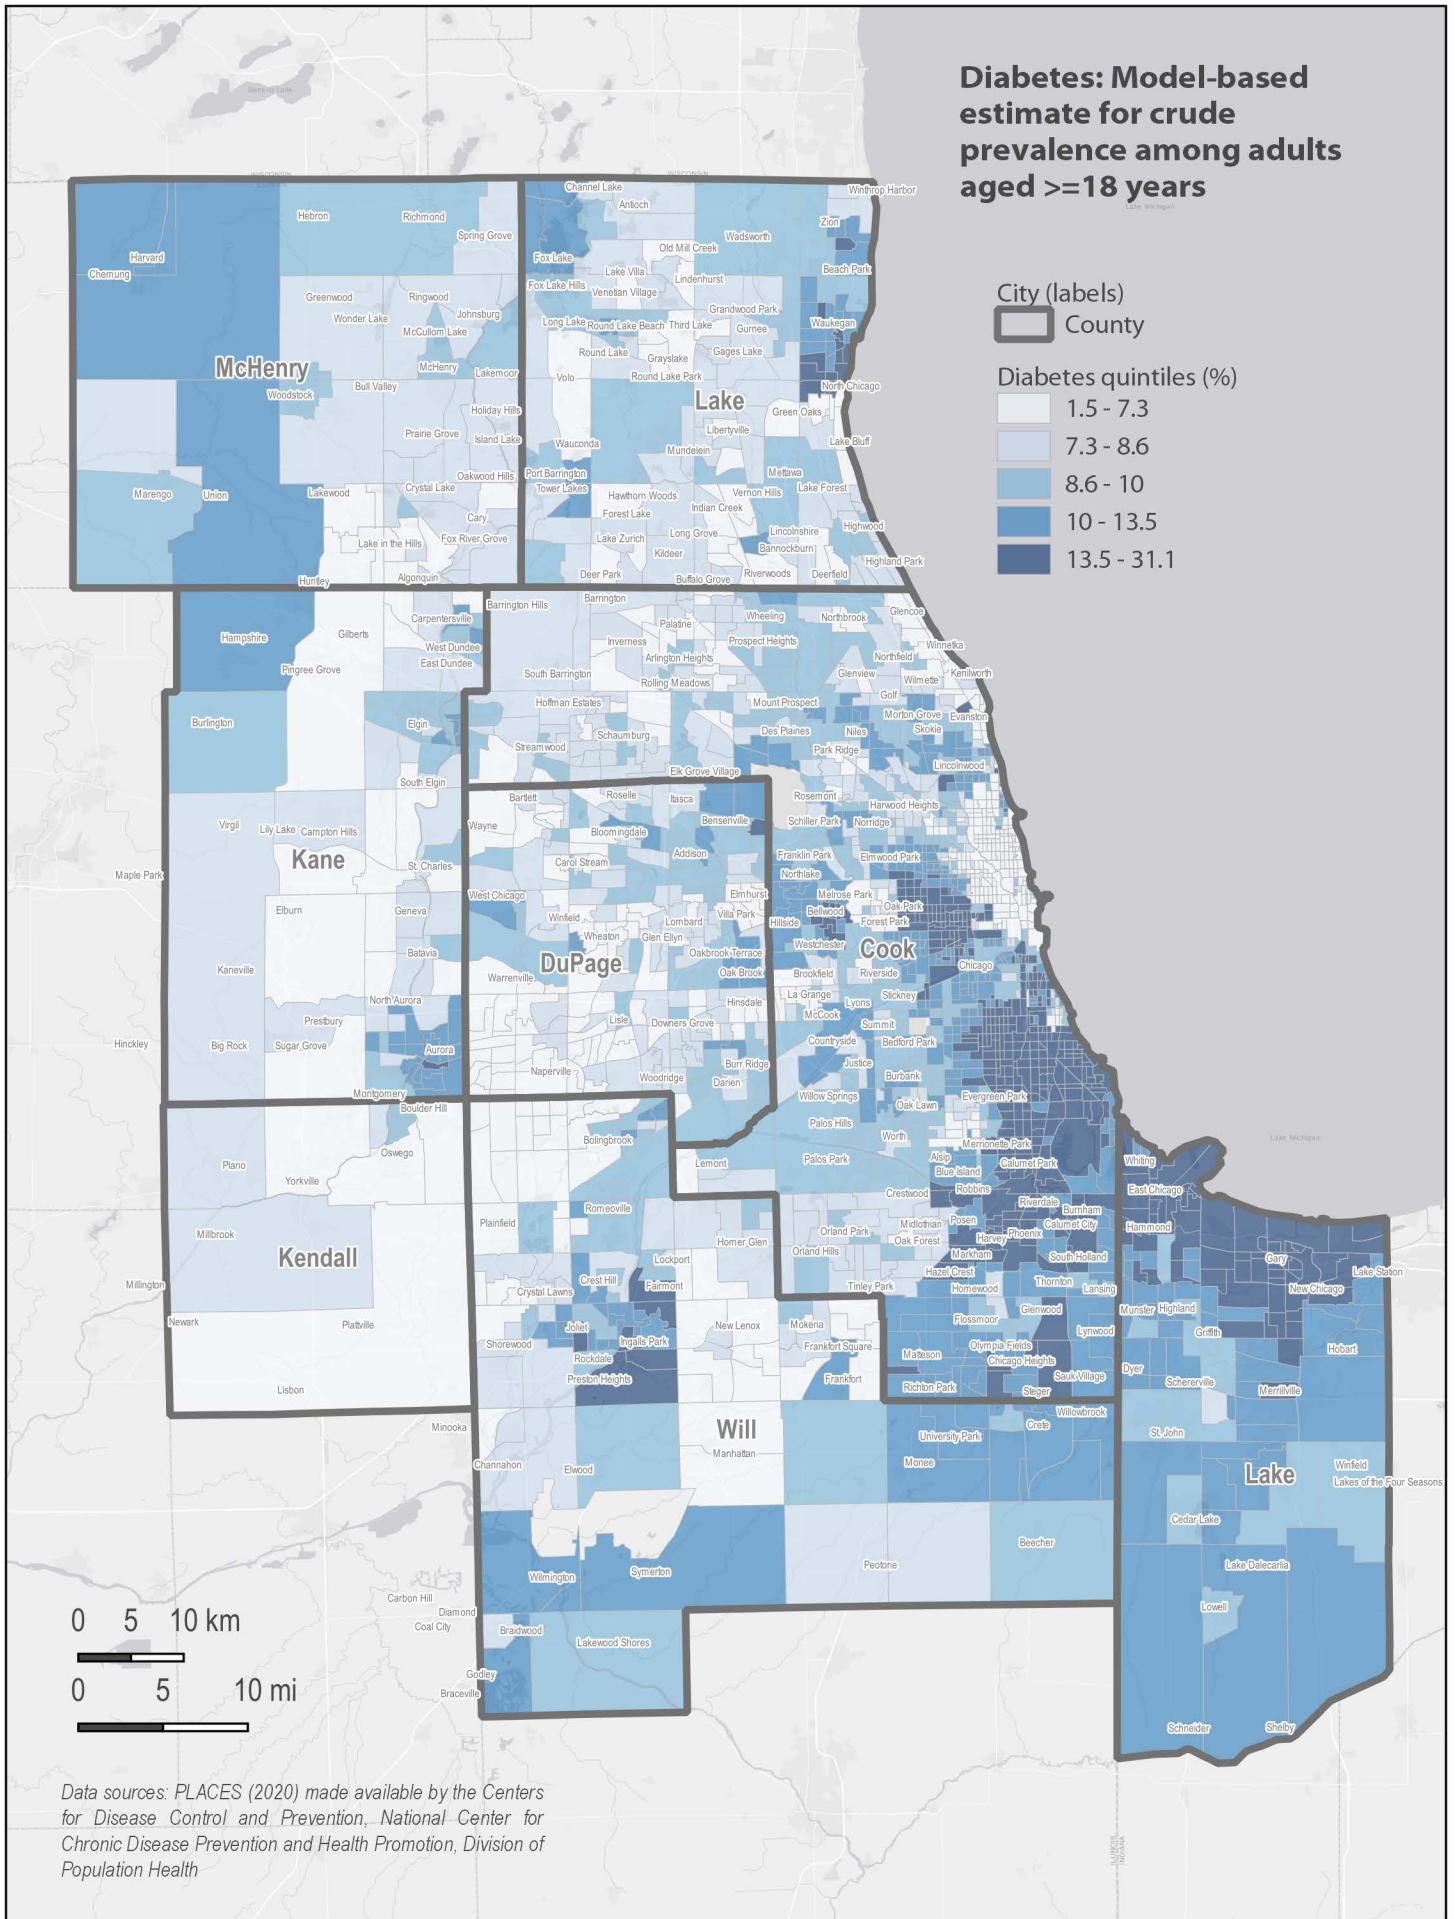 Diabetes: Model-based
estimate for crude
prevalence among adults
aged >=18 years
Lake Michigan
City (labels)
County
Diabetes quintiles (%)
1.5 - 7.3
7.3 - 8.6
8.6 - 10
10 - 13.5
13.5 - 31.1
Geneva Lake
WISCONSIN
WISCONSIN
Channel Lake
Antioch
Winthrop Harbor
Hebron
Richmond
Spring Grove
Zion
Wadsworth
Old Mill Creek
Harvard
Chemung
Fox Lake
Lake Villa
Lindenhurst
Beach Park
Fox Lake Hills
Venetian Village
Greenwood
Ringwood
Wonder Lake
Johnsburg
McCullom Lake
Grandwood Park
Long Lake
Round Lake Beach
Third Lake
Gurnee
Waukegan
Round Lake
Grayslake
Gages Lake
McHenry
McHenry
Lakemoor
Volo
Round Lake Park
Bull Valley
Woodstock
North Chicago
Lake
Holiday Hills
Green Oaks
Prairie Grove
Island Lake
Libertyville
Lake Bluff
Wauconda
Mundelein
Oakwood Hills
Port Barrington
Mettawa
Marengo
Union
Lakewood
Crystal Lake
Tower Lakes
Hawthorn Woods
Vernon Hills
Lake Forest
Forest Lake
Indian Creek
Cary
Highwood
Lake in the Hills
Fox River Grove
Lake Zurich
Long Grove
Lincolnshire
Kildeer
Bannockburn
Highland Park
Huntley
Algonquin
Deer Park
Buffalo Grove
Riverwoods
Deerfield
Barrington Hills
Barrington
Glencoe
Carpentersville
Wheeling
Northbrook
Hampshire
Gilberts
West Dundee
Palatine
Inverness
Prospect Heights
Winnetka
East Dundee
Arlington Heights
Northfield
Pingree Grove
South Barrington
Rolling Meadows
Glenview
Wilmette
Kenilworth
Hoffman Estates
Mount Prospect
Golf
Burlington
Elgin
Morton Grove
Evanston
Schaumburg
Des Plaines
Niles
Skokie
Streamwood
Park Ridge
Lincolnwood
South Elgin
Elk Grove Village
Bartlett
Roselle
Itasca
Rosemont
Harwood Heights
Virgil
Lily Lake
Campton Hills
Wayne
Bloomingdale
Bensenville
Schiller Park
Norridge
Kane
Carol Stream
Addison
Franklin Park
Elmwood Park
Maple Park
St. Charles
Northlake
West Chicago
Elmhurst
Melrose Park
Elburn
Geneva
Winfield
Lombard
Villa Park
Hillside
Bellwood
Oak Park
Forest Park
Wheaton
Glen Ellyn
Batavia
Oakbrook Terrace
Westchester
Cook
Kaneville
Warrenville
DuPage
Oak Brook
Brookfield
Riverside
Chicago
North Aurora
Hinsdale
La Grange
Lyons
Stickney
Prestbury
Lisle
Downers Grove
McCook
Summit
Hinckley
Big Rock
Sugar Grove
Aurora
Countryside
Bedford Park
Naperville
Woodridge
Burr Ridge
Darien
Justice
Burbank
Montgomery
Boulder Hill
Willow Springs
Oak Lawn
Evergreen Park
Bolingbrook
Palos Hills
Worth
Merrionette Park
Oswego
Lemont
Palos Park
Alsip
Blue Island
Calumet Park
Whiting
Lake Michigan
Plano
Yorkville
Crestwood
Robbins
East Chicago
Romeoville
Riverdale
Burnham
Plainfield
Orland Park
Midlothian
Posen
Calumet City
Hammond
Millbrook
Homer Glen
Orland Hills
Oak Forest
Harvey
Phoenix
Kendall
Lockport
Markham
South Holland
Gary
Millington
Crest Hill
Fairmont
Tinley Park
Hazel Crest
Thornton
Lake Station
Crystal Lawns
Homewood
Lansing
New Chicago
Newark
Plattville
Joliet
New Lenox
Mokena
Flossmoor
Glenwood
Munster
Highland
Shorewood
Ingalls Park
Frankfort Square
Olympia Fields
Lynwood
Griffith
Hobart
Rockdale
Matteson
Chicago Heights
Lisbon
Preston Heights
Frankfort
Richton Park
Steger
Sauk Village
Dyer
Schererville
Merrillville
Minooka
Will
Manhattan
Willowbrook
Crete
University Park
St. John
Channahon
Elwood
Monee
Lake
Winfield
Lakes of the Four Seasons
Cedar Lake
Wilmington
Symerton
Peotone
Beecher
Lake Dalecarlia
Carbon Hill
Diamond
Coal City
Braidwood
Lakewood Shores
Lowell
Godley
Braceville
Schneider
Shelby
0 5 10 km
0 5 10 mi
ILLINOIS
INDIANA
Data sources: PLACES (2020) made available by the Centers
for Disease Control and Prevention, National Center for
Chronic Disease Prevention and Health Promotion, Division of
Population Health